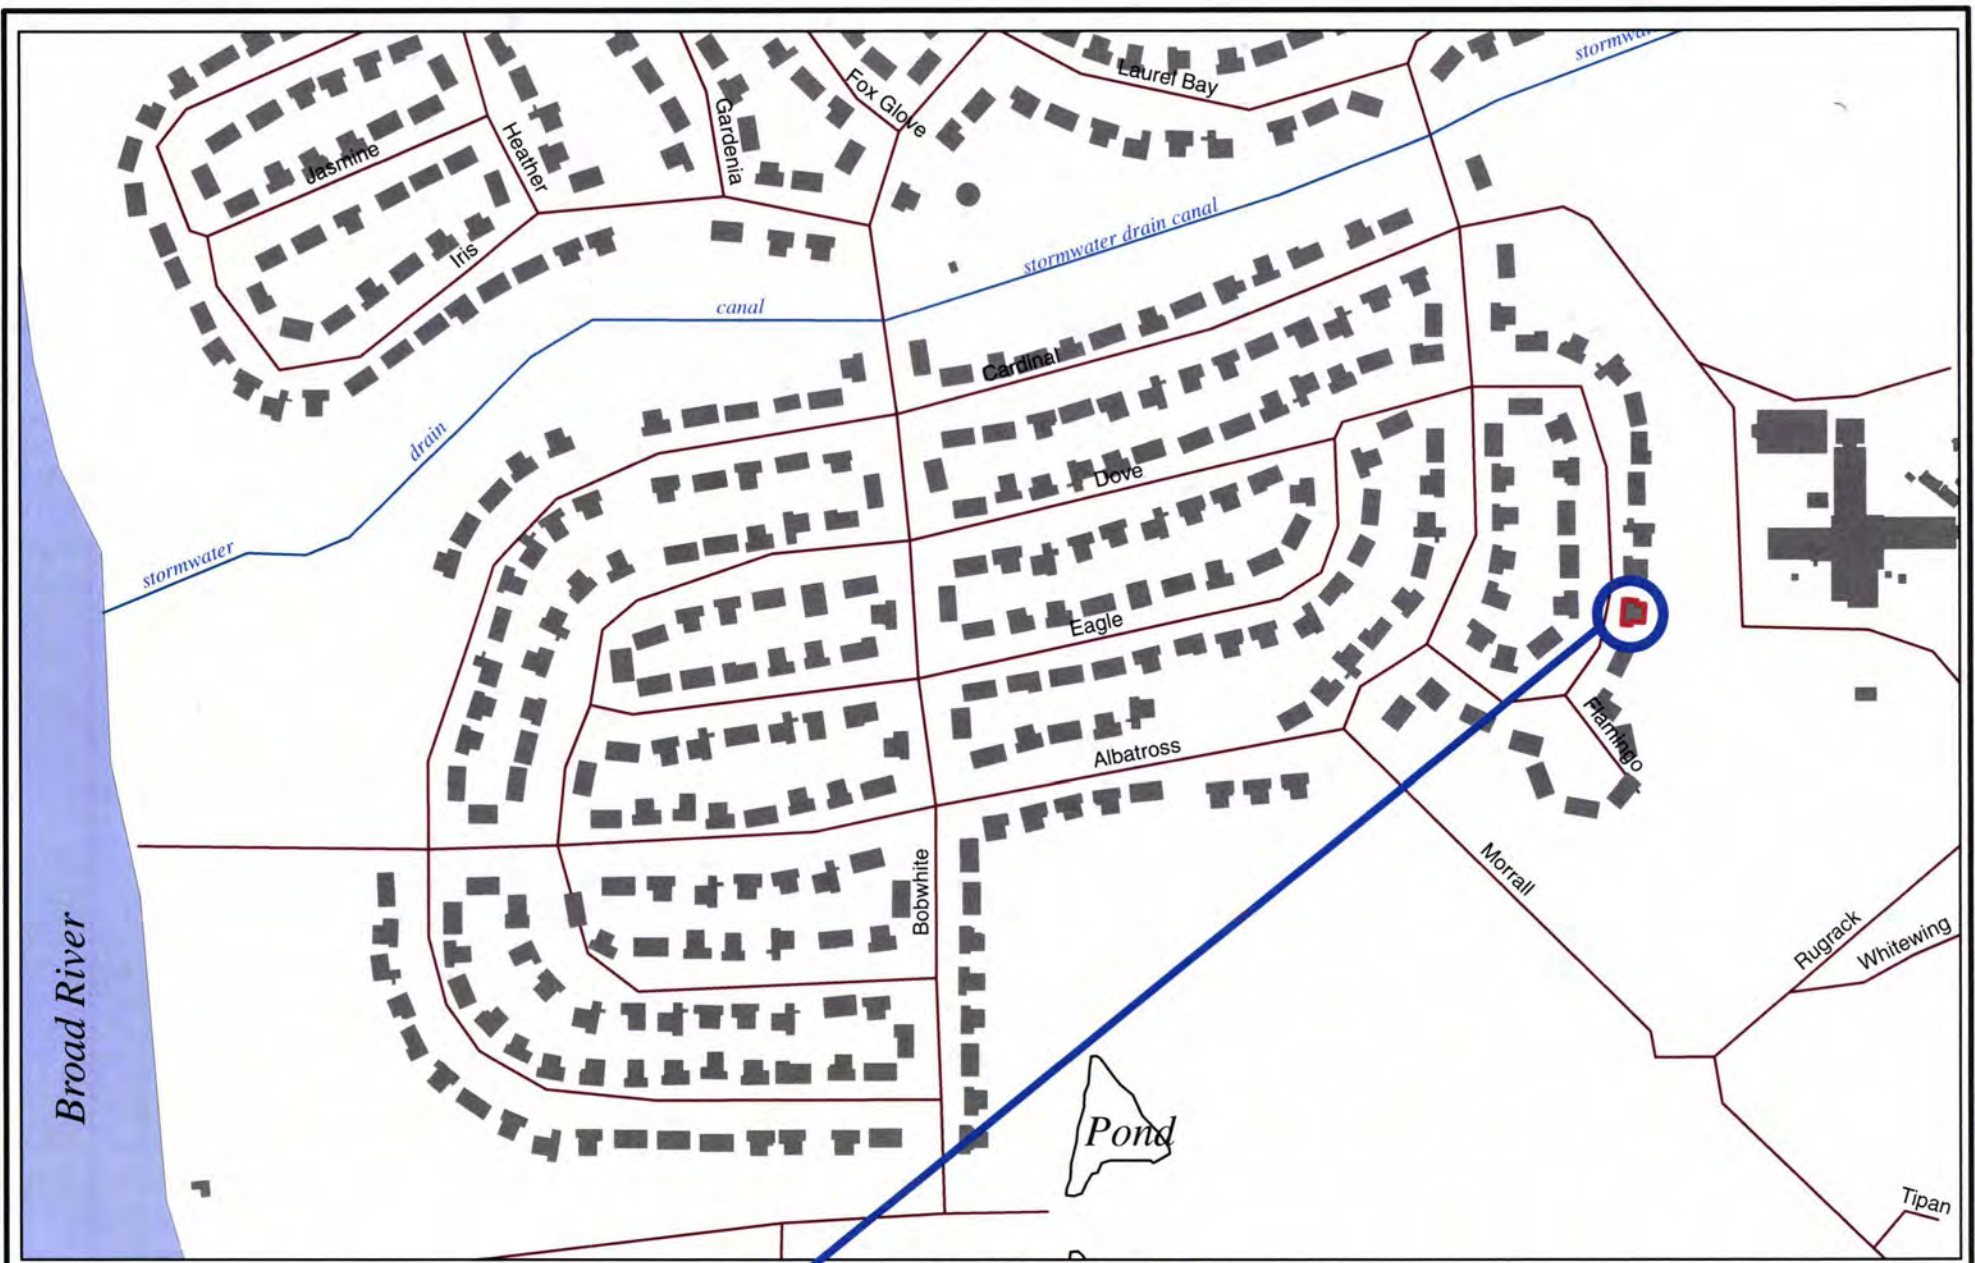 stormwa
Laurel Bay
Fox Glove
Gardenia
Heather
Jasmine
Iris
stormwater drain canal
canal
Cardinal
drain
Dove
stormwater
Eagle
Flamingo
Albatross
Morrall
Bobwhite
Rugrack
Whitewing
Broad River
Pond
Tipan